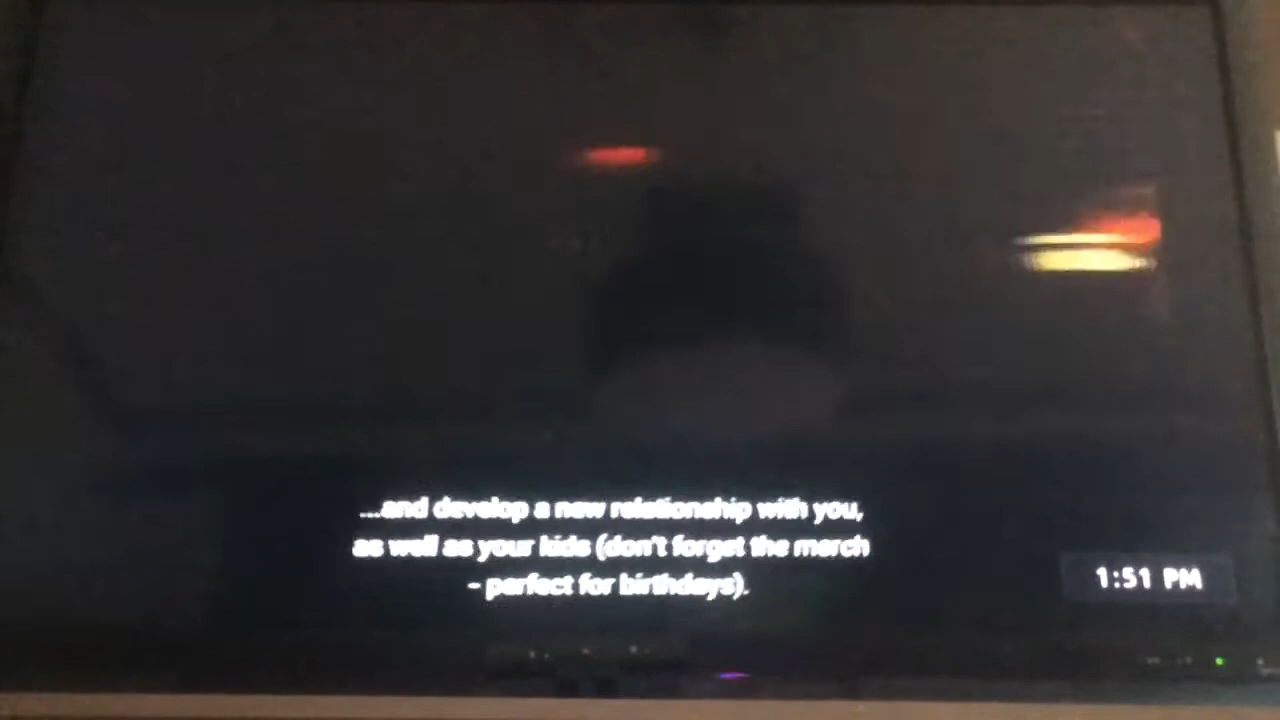 ...and develop a new relationship with you,
as well as your kids (don't forget the merch
- perfect for birthdays).
1:51 PM